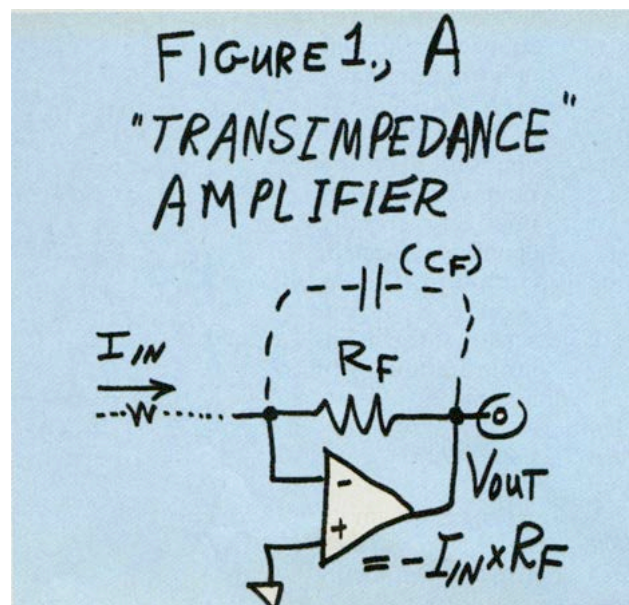 FIGURE 1., A
"TRANSIMPEDANCE"
AMPLIFIER
(CF)
IIN
RF
-
+
VOUT
= -IIN×RF